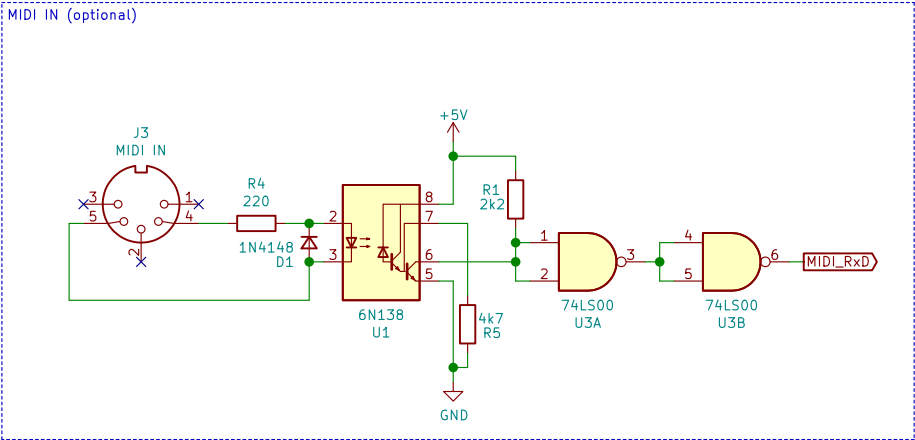 MIDI IN (optional)
+5V
J3
MIDI IN
3
1
5
4
2
R4
220
1N4148
D1
2
3
8
7
6
5
6N138
U1
R1
2k2
4k7
R5
GND
1
2
3
74LS00
U3A
4
5
6
74LS00
U3B
MIDI_RxD